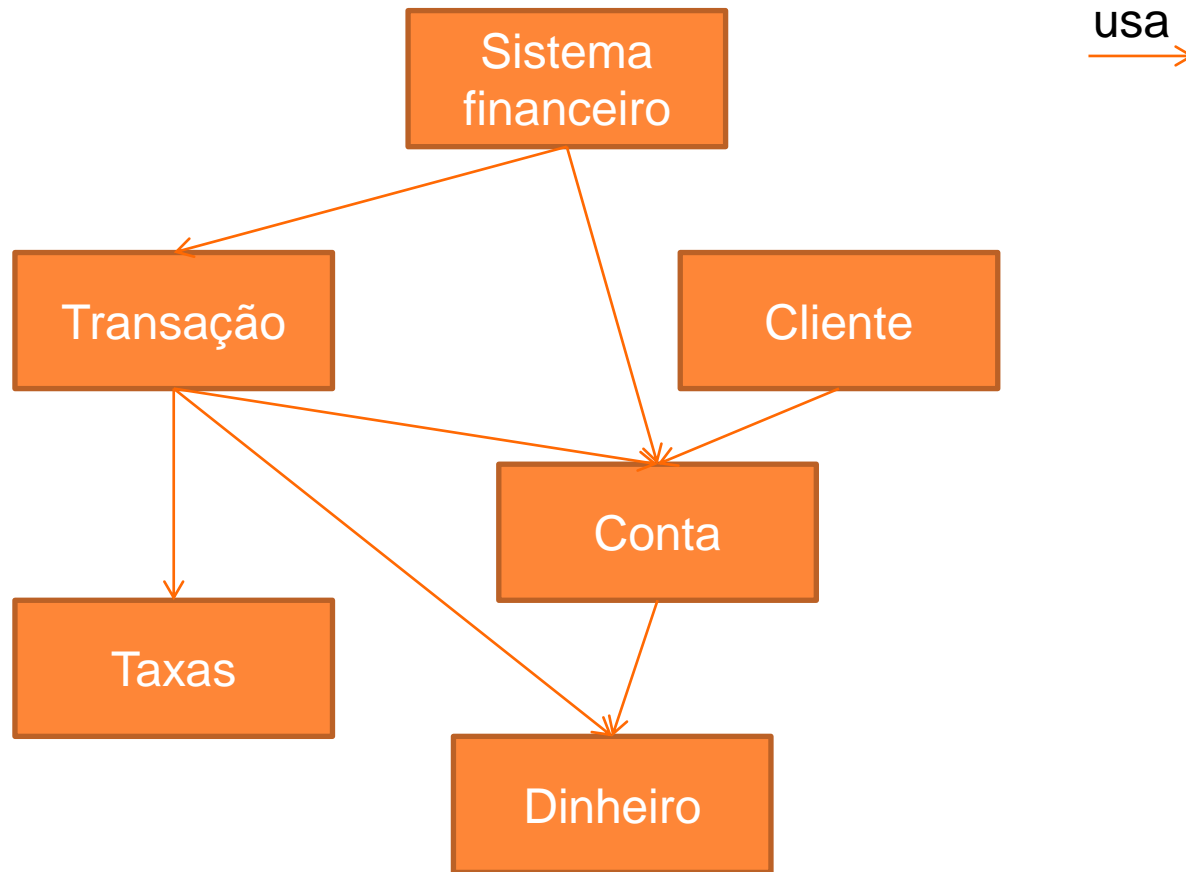 usa
Sistema
financeiro
Transação
Cliente
Conta
Taxas
Dinheiro